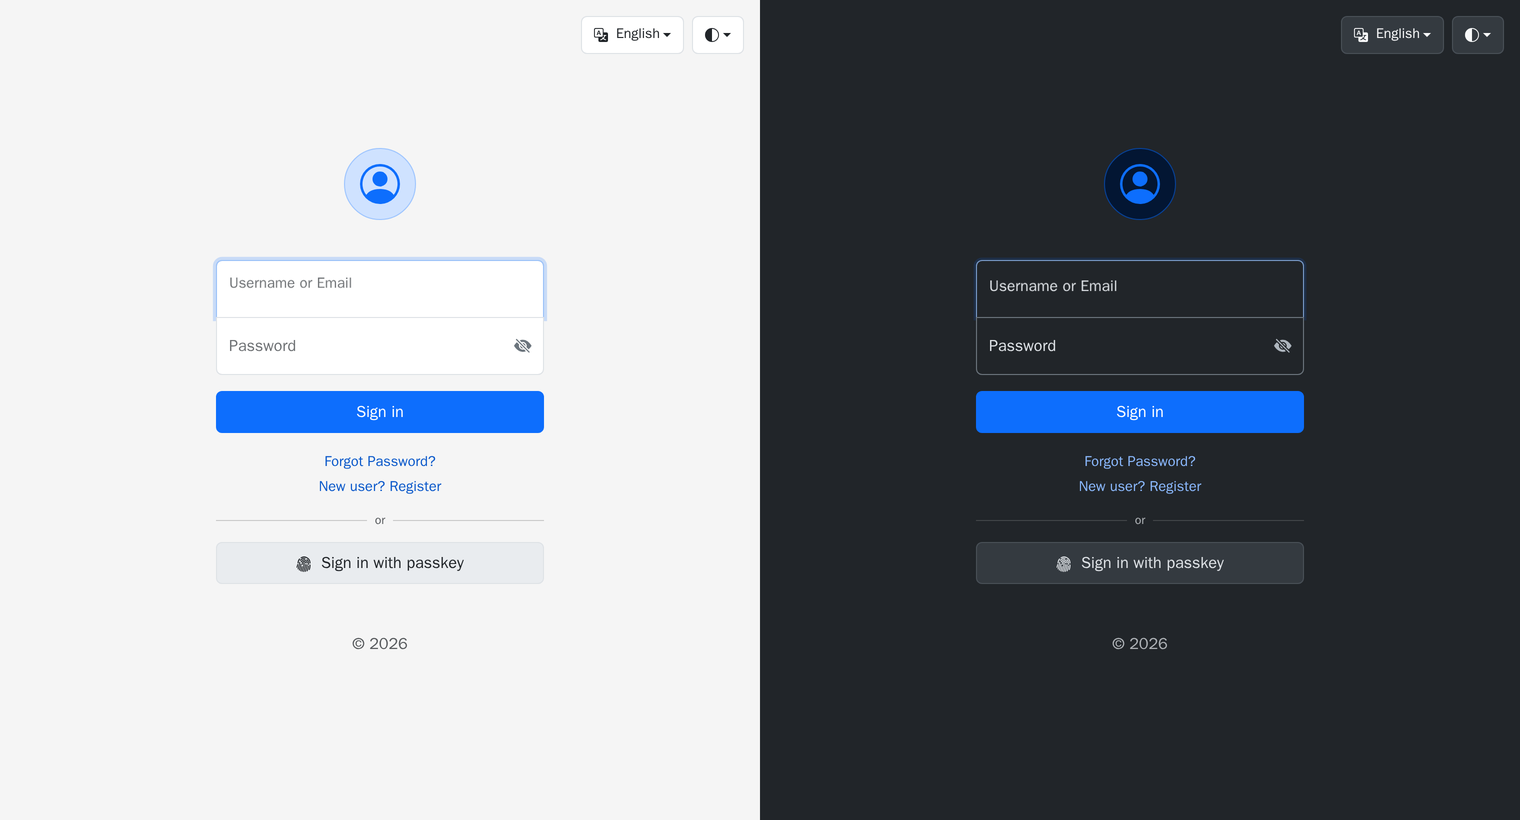 English
Username or Email
Password
Sign in
Forgot Password?
New user? Register
or
Sign in with passkey
© 2026
English
Username or Email
Password
Sign in
Forgot Password?
New user? Register
or
Sign in with passkey
© 2026